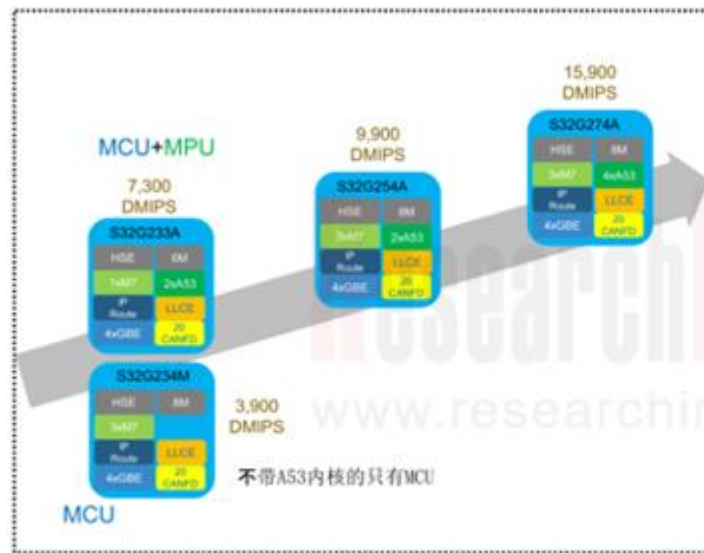 15,900
DMIPS
S32G274A
HSE 8M
3xM7 4xA53
IP
Route
LLCE
4xGBE
20
CANFD
9,900
DMIPS
S32G254A
HSE 8M
3xM7 2xA53
IP
Route
LLCE
4xGBE
20
CANFD
MCU+MPU
7,300
DMIPS
S32G233A
HSE 6M
1xM7 2xA53
IP
Route
LLCE
4xGBE
20
CANFD
S32G234M
HSE 8M
3xM7
IP
Route
LLCE
4xGBE
20
CANFD
3,900
DMIPS
不带A53内核的只有MCU
MCU
Research
www.researchin